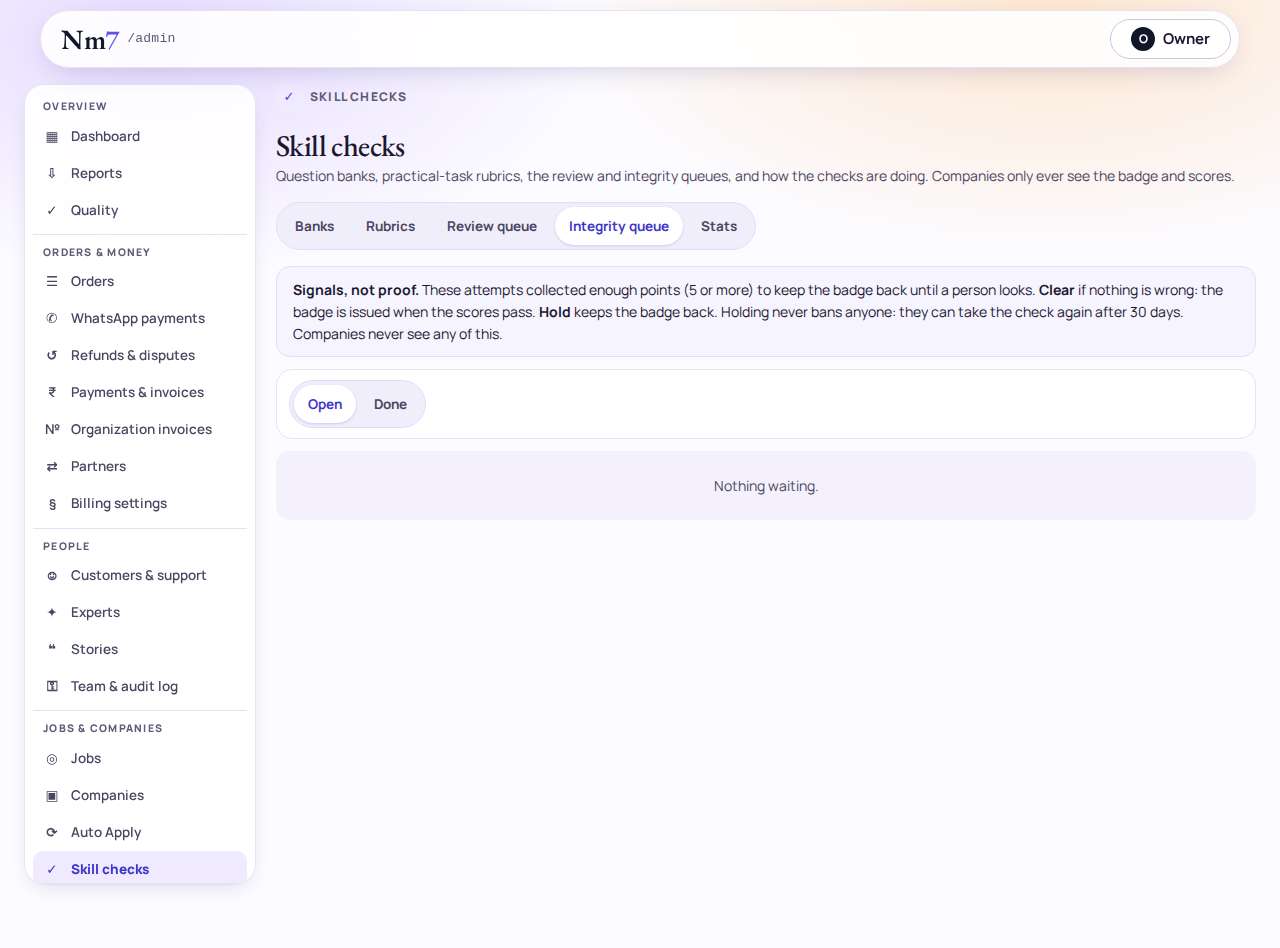 Nm7 /admin
O Owner
OVERVIEW
▦ Dashboard
⇩ Reports
✓ Quality
ORDERS & MONEY
☰ Orders
✆ WhatsApp payments
↺ Refunds & disputes
₹ Payments & invoices
№ Organization invoices
⇄ Partners
§ Billing settings
PEOPLE
☺ Customers & support
✦ Experts
❝ Stories
⚿ Team & audit log
JOBS & COMPANIES
◎ Jobs
▣ Companies
⟳ Auto Apply
✓ Skill checks
✓ SKILLCHECKS
Skill checks
Question banks, practical-task rubrics, the review and integrity queues, and how the checks are doing. Companies only ever see the badge and scores.
Banks Rubrics Review queue Integrity queue Stats
Signals, not proof. These attempts collected enough points (5 or more) to keep the badge back until a person looks. Clear if nothing is wrong: the
badge is issued when the scores pass. Hold keeps the badge back. Holding never bans anyone: they can take the check again after 30 days.
Companies never see any of this.
Open Done
Nothing waiting.